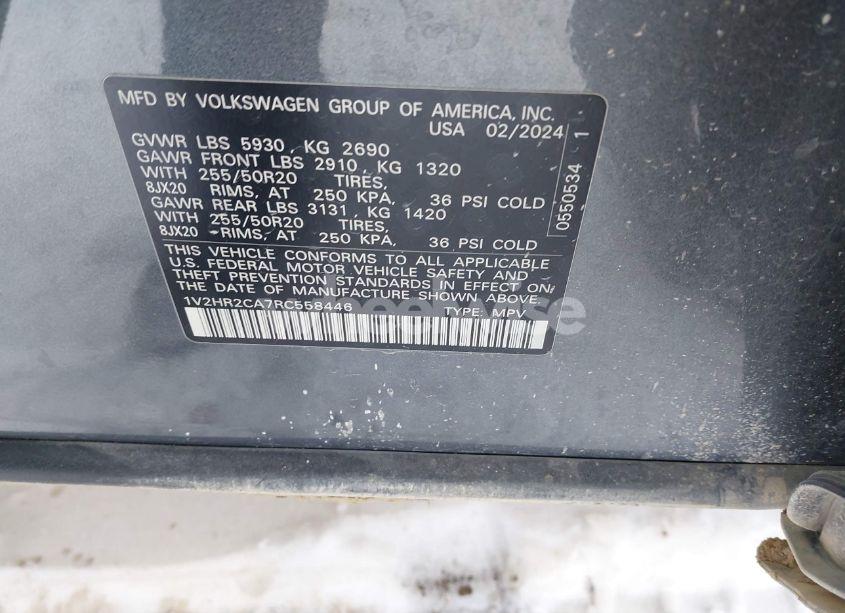 MFD BY VOLKSWAGEN GROUP OF AMERICA, INC.
USA 02/2024
GVWR LBS 5930, KG 2690
GAWR FRONT LBS 2910, KG 1320
WITH 255/50R20 TIRES,
8JX20 RIMS, AT 250 KPA, 36 PSI COLD
GAWR REAR LBS 3131, KG 1420
WITH 255/50R20 TIRES,
8JX20 RIMS, AT 250 KPA, 36 PSI COLD
THIS VEHICLE CONFORMS TO ALL APPLICABLE
U.S. FEDERAL MOTOR VEHICLE SAFETY AND
THEFT PREVENTION STANDARDS IN EFFECT ON
THE DATE OF MANUFACTURE SHOWN ABOVE.
1V2HR2CA7RC558446 TYPE: MPV
0550534 1